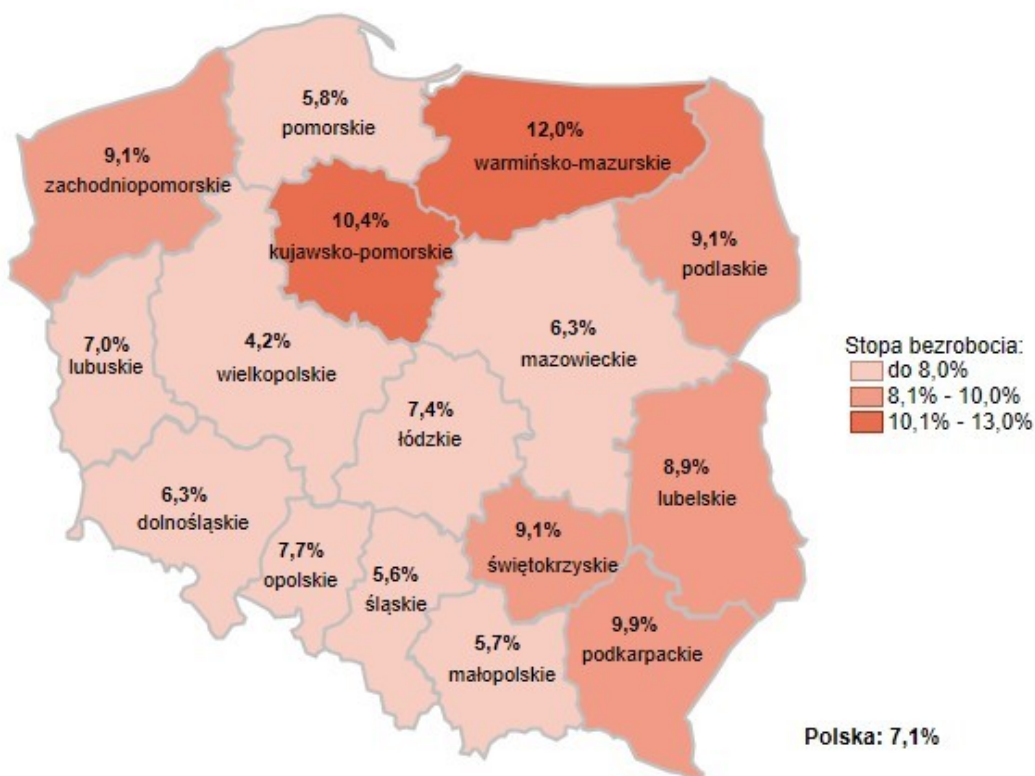 5,8%
pomorskie
12,0%
warmińsko-mazurskie
9,1%
zachodniopomorskie
10,4%
kujawsko-pomorskie
9,1%
podlaskie
7,0%
lubuskie
4,2%
wielkopolskie
6,3%
mazowieckie
7,4%
łódzkie
Stopa bezrobocia:
do 8,0%
8,1% - 10,0%
10,1% - 13,0%
6,3%
dolnośląskie
8,9%
lubelskie
7,7%
opolskie
5,6%
śląskie
9,1%
świętokrzyskie
5,7%
małopolskie
9,9%
podkarpackie
Polska: 7,1%